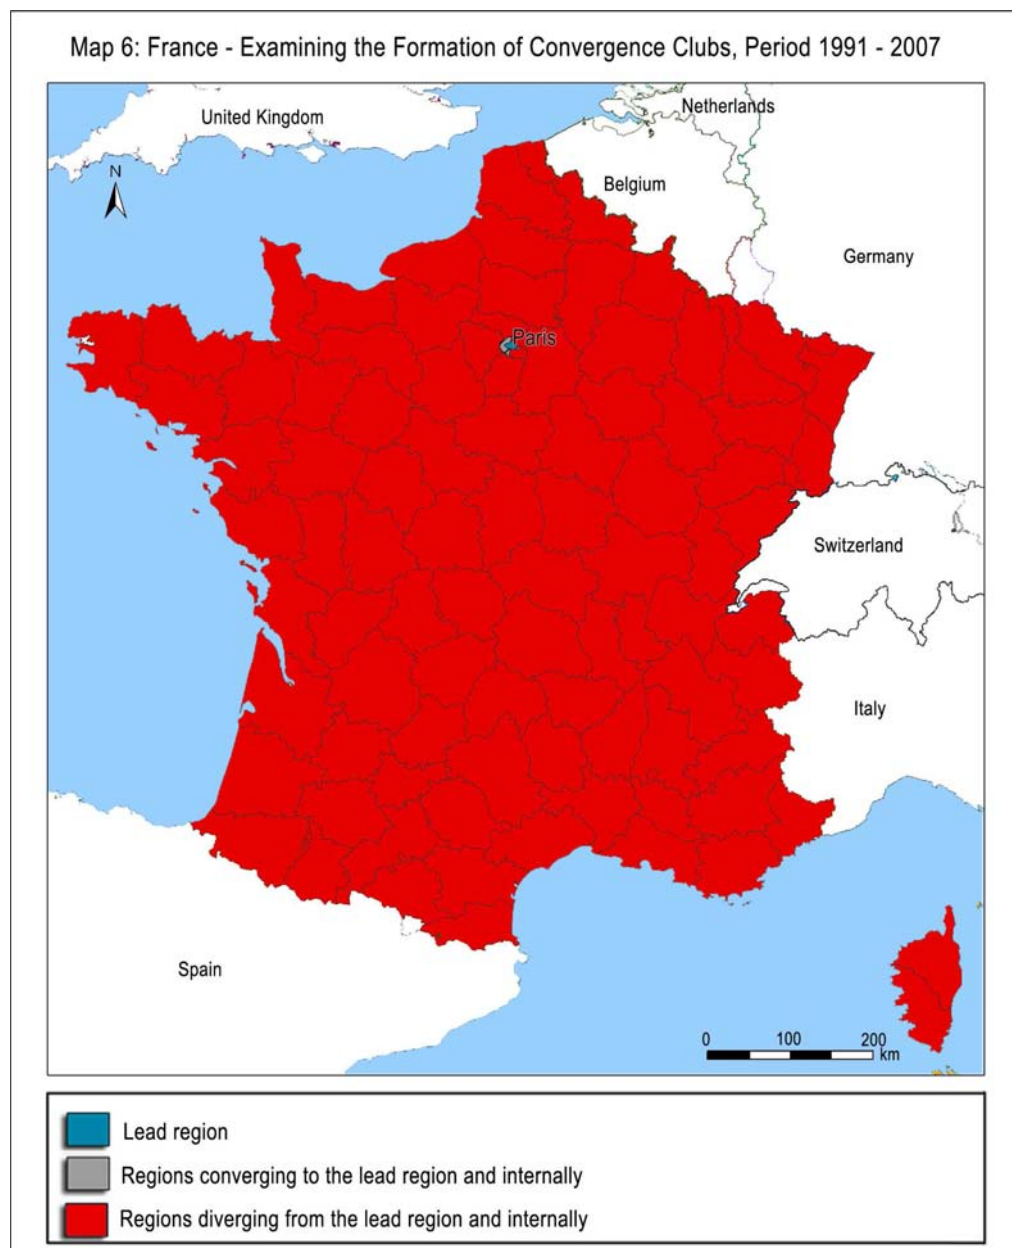 Map 6: France - Examining the Formation of Convergence Clubs, Period 1991 - 2007
Netherlands
United Kingdom
N
Belgium
Germany
Paris
Switzerland
Italy
Spain
0 100 200
km
Lead region
Regions converging to the lead region and internally
Regions diverging from the lead region and internally